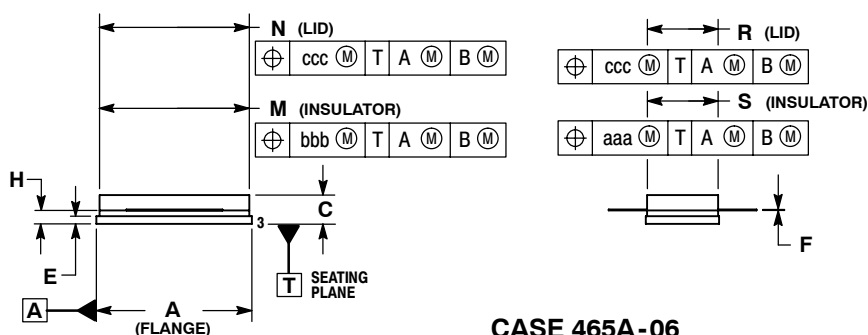 N (LID)
⌖ ccc Ⓜ T A Ⓜ B Ⓜ
M (INSULATOR)
⌖ bbb Ⓜ T A Ⓜ B Ⓜ
H
C
3
E
T SEATING
PLANE
A
A
(FLANGE)
R (LID)
⌖ ccc Ⓜ T A Ⓜ B Ⓜ
S (INSULATOR)
⌖ aaa Ⓜ T A Ⓜ B Ⓜ
F
CASE 465A-06